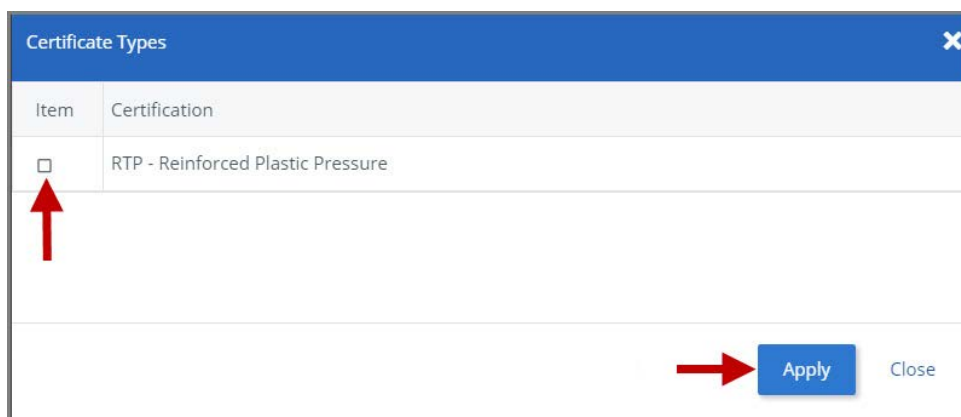 Certificate Types
Item Certification
RTP - Reinforced Plastic Pressure
Apply Close